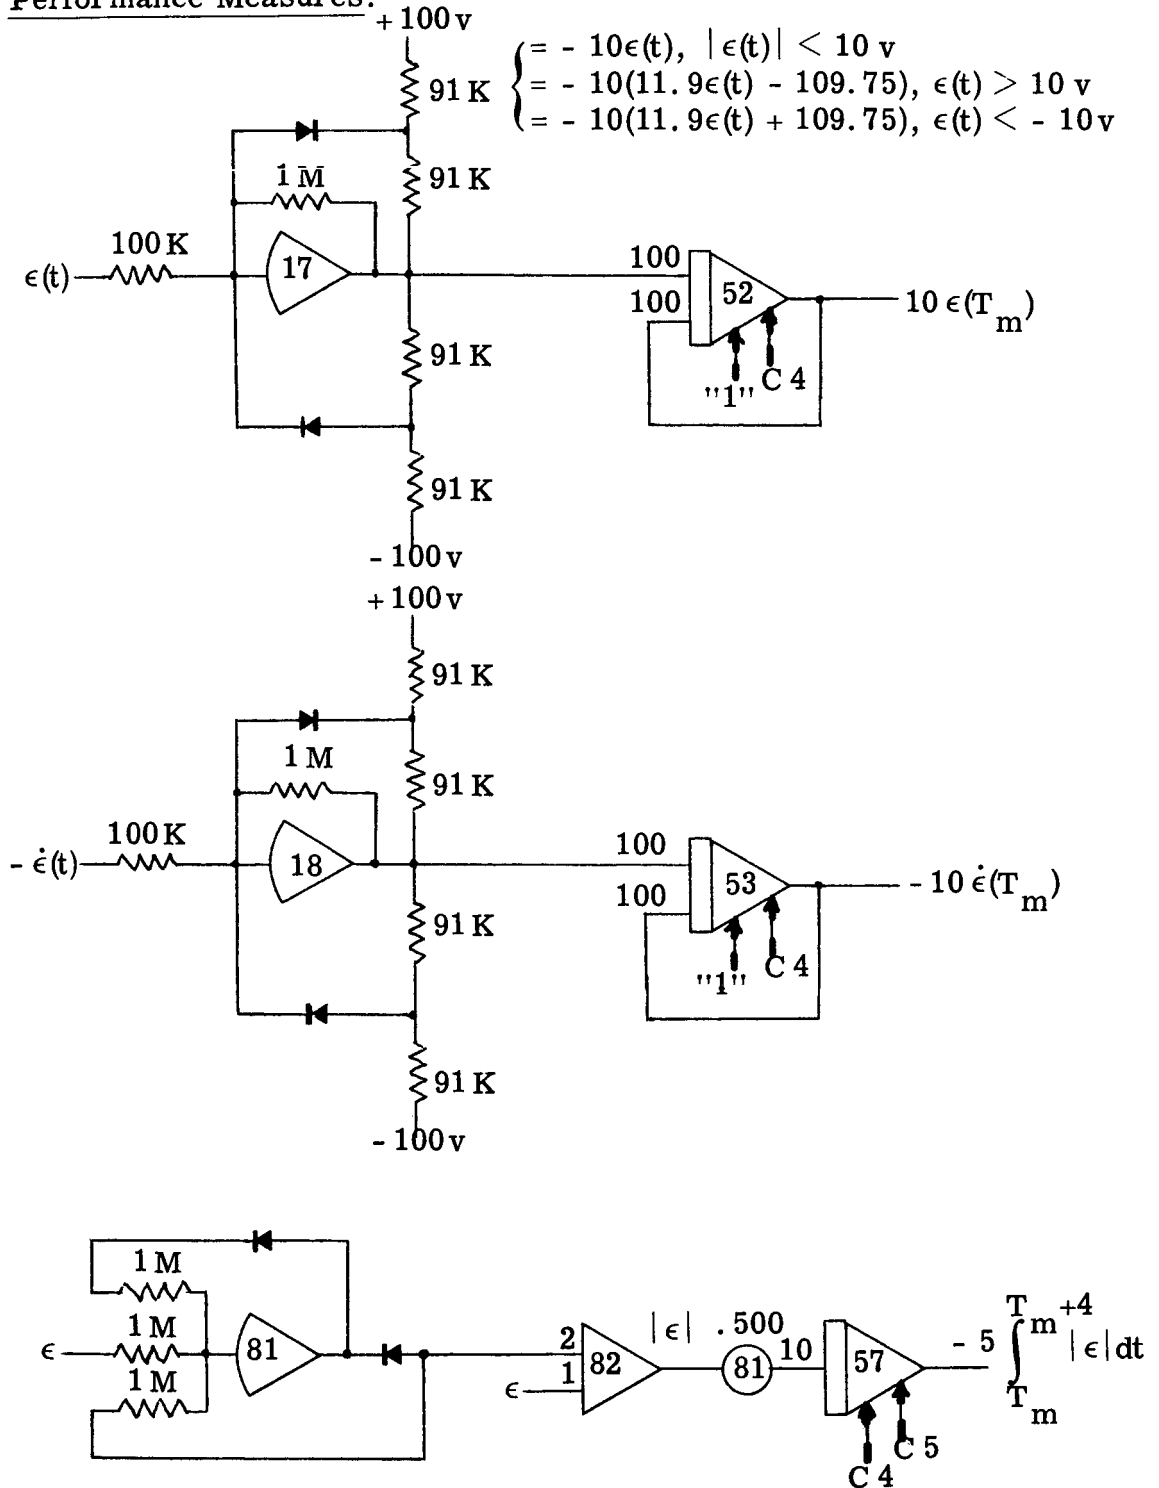 Performance Measures:
+ 100 v
= - 10ϵ(t), |ϵ(t)| < 10 v
= - 10(11.9ϵ(t) - 109.75), ϵ(t) > 10 v
= - 10(11.9ϵ(t) + 109.75), ϵ(t) < - 10 v
91 K
91 K
1 M
100 K
ϵ(t)
17
100
100
52
10 ϵ(T_m)
"1"
C 4
91 K
91 K
- 100 v
+ 100 v
91 K
1 M
91 K
100 K
- ϵ̇(t)
18
100
100
53
- 10 ϵ̇(T_m)
"1"
C 4
91 K
91 K
- 100 v
1 M
1 M
1 M
ϵ
81
2
1
ϵ
82
|ϵ|
.500
81
10
57
C 4
C 5
- 5 ∫_{T_m}^{T_m +4} |ϵ| dt